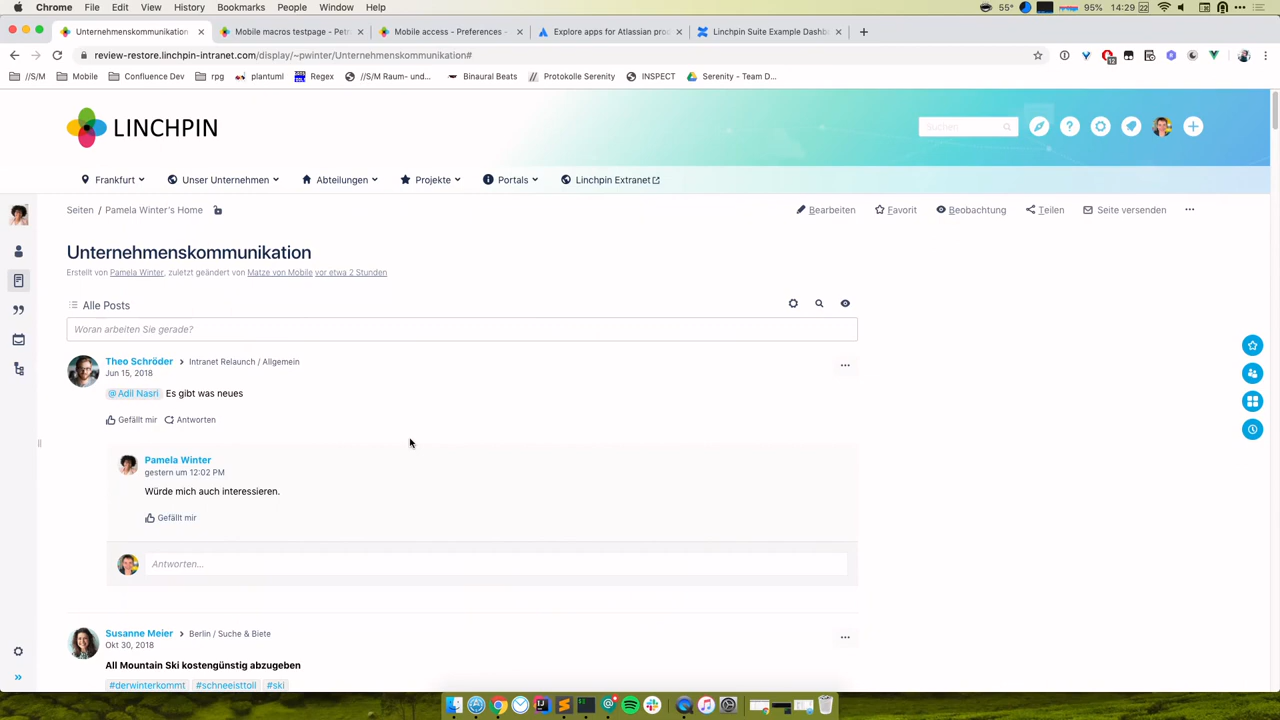 Chrome File Edit View History Bookmarks People Window Help 55° 95% 14:29 22
Unternehmenskommunikation Mobile macros testpage - Petr Mobile access - Preferences - Explore apps for Atlassian pro Linchpin Suite Example Dashb
review-restore.linchpin-intranet.com/display/~pwinter/Unternehmenskommunikation#
//S/M Mobile Confluence Dev rpg plantuml Regex //S/M Raum- und... Binaural Beats Protokolle Serenity INSPECT Serenity - Team D...
LINCHPIN
suchen
Frankfurt Unser Unternehmen Abteilungen Projekte Portals Linchpin Extranet
Seiten / Pamela Winter's Home Bearbeiten Favorit Beobachtung Teilen Seite versenden
Unternehmenskommunikation
Erstellt von Pamela Winter, zuletzt geändert von Matze von Mobile vor etwa 2 Stunden
Alle Posts
Woran arbeiten Sie gerade?
Theo Schröder > Intranet Relaunch / Allgemein
Jun 15, 2018
@Adil Nasri Es gibt was neues
Gefällt mir Antworten
Pamela Winter
gestern um 12:02 PM
Würde mich auch interessieren.
Gefällt mir
Antworten...
Susanne Meier > Berlin / Suche & Biete
Okt 30, 2018
All Mountain Ski kostengünstig abzugeben
#derwinterkommt #schneeisttoll #ski